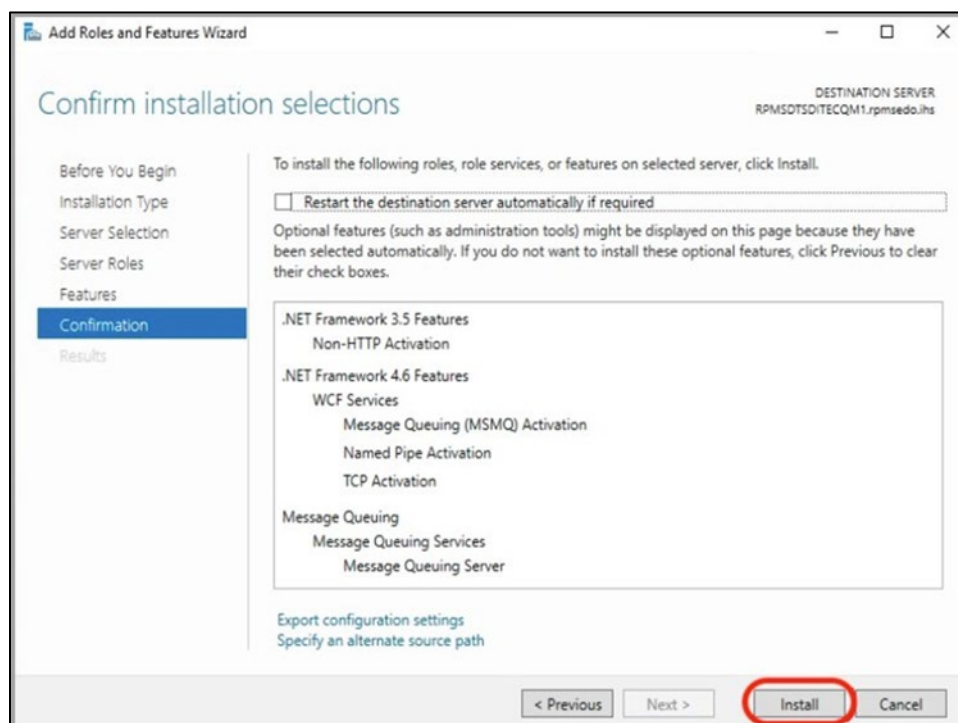 Add Roles and Features Wizard
Confirm installation selections
DESTINATION SERVER
RPMSDTSDITECQM1.rpmsedo.ihs
Before You Begin
Installation Type
Server Selection
Server Roles
Features
Confirmation
Results
To install the following roles, role services, or features on selected server, click Install.
Restart the destination server automatically if required
Optional features (such as administration tools) might be displayed on this page because they have
been selected automatically. If you do not want to install these optional features, click Previous to clear
their check boxes.
.NET Framework 3.5 Features
Non-HTTP Activation
.NET Framework 4.6 Features
WCF Services
Message Queuing (MSMQ) Activation
Named Pipe Activation
TCP Activation
Message Queuing
Message Queuing Services
Message Queuing Server
Export configuration settings
Specify an alternate source path
< Previous
Next >
Install
Cancel